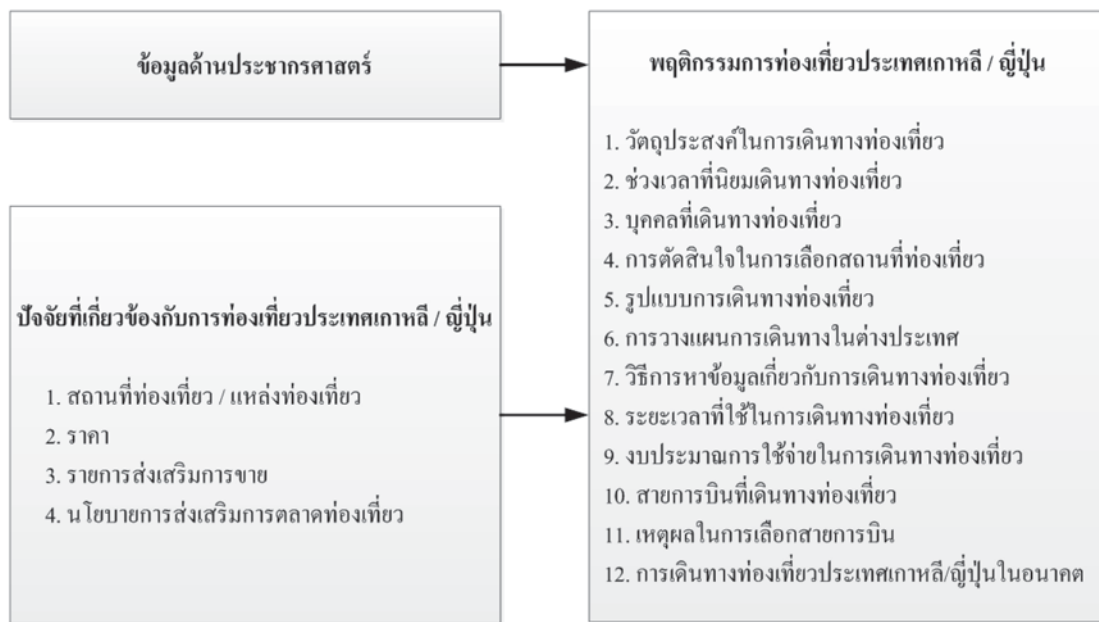 ข้อมูลด้านประชากรศาสตร์
ปัจจัยที่เกี่ยวข้องกับการท่องเที่ยวประเทศเกาหลี / ญี่ปุ่น
1. สถานที่ท่องเที่ยว / แหล่งท่องเที่ยว
2. ราคา
3. รายการส่งเสริมการขาย
4. นโยบายการส่งเสริมการตลาดท่องเที่ยว
พฤติกรรมการท่องเที่ยวประเทศเกาหลี / ญี่ปุ่น
1. วัตถุประสงค์ในการเดินทางท่องเที่ยว
2. ช่วงเวลาที่นิยมเดินทางท่องเที่ยว
3. บุคคลที่เดินทางท่องเที่ยว
4. การตัดสินใจในการเลือกสถานที่ท่องเที่ยว
5. รูปแบบการเดินทางท่องเที่ยว
6. การวางแผนการเดินทางในต่างประเทศ
7. วิธีการหาข้อมูลเกี่ยวกับการเดินทางท่องเที่ยว
8. ระยะเวลาที่ใช้ในการเดินทางท่องเที่ยว
9. งบประมาณการใช้จ่ายในการเดินทางท่องเที่ยว
10. สายการบินที่เดินทางท่องเที่ยว
11. เหตุผลในการเลือกสายการบิน
12. การเดินทางท่องเที่ยวประเทศเกาหลี/ญี่ปุ่นในอนาคต